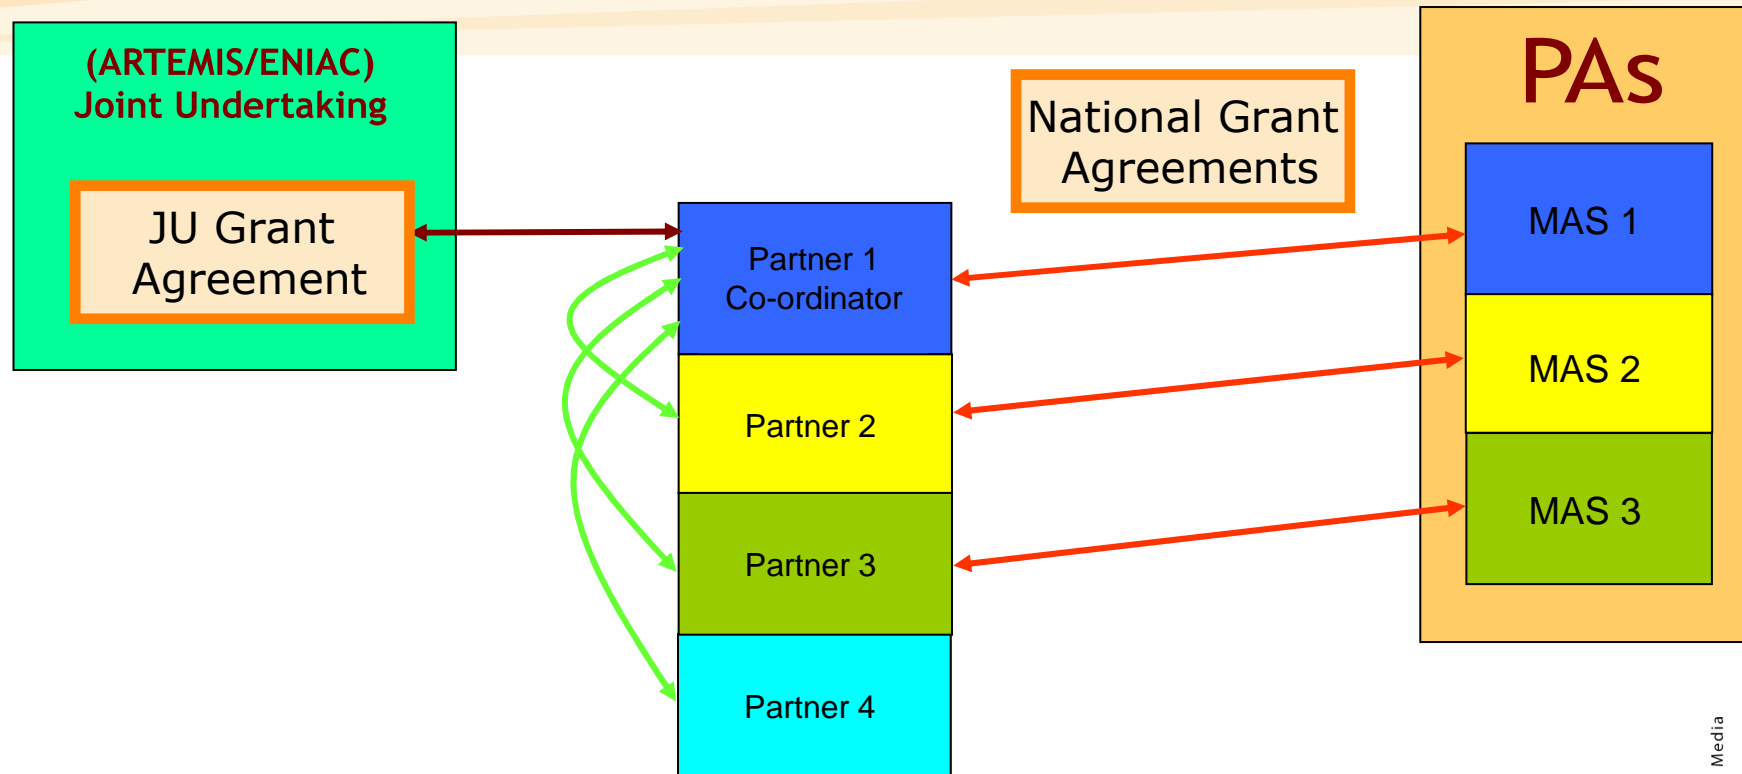 (ARTEMIS/ENIAC)
Joint Undertaking
JU Grant
Agreement
Partner 1
Co-ordinator
Partner 2
Partner 3
Partner 4
National Grant
Agreements
PAs
MAS 1
MAS 2
MAS 3
Media